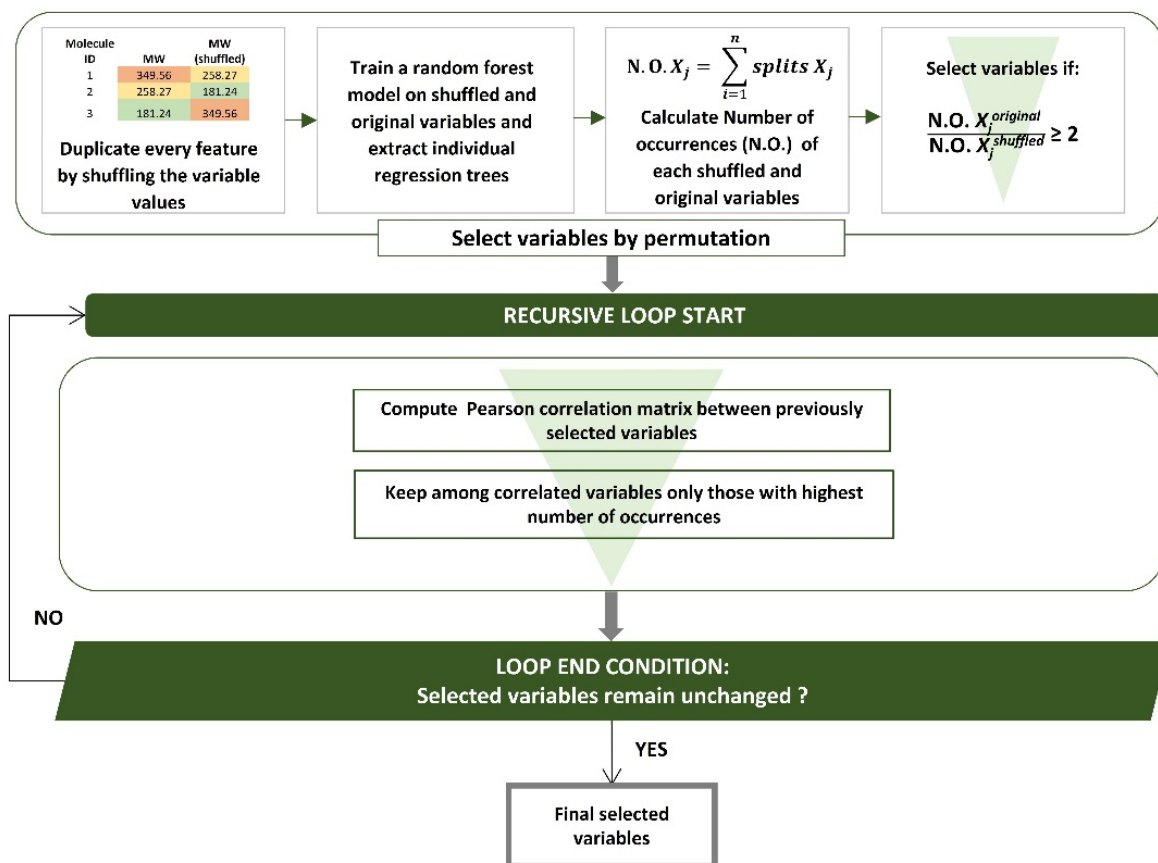 Molecule ID MW MW (shuffled)
1 349.56 258.27
2 258.27 181.24
3 181.24 349.56
Duplicate every feature
by shuffling the variable
values
Train a random forest
model on shuffled and
original variables and
extract individual
regression trees
N. O. X_j = ∑_{i=1}^{n} splits X_j
Calculate Number of
occurrences (N.O.) of
each shuffled and
original variables
Select variables if:
N.O. X_j^{original} / N.O. X_j^{shuffled} ≥ 2
Select variables by permutation
RECURSIVE LOOP START
Compute Pearson correlation matrix between previously
selected variables
Keep among correlated variables only those with highest
number of occurrences
NO
LOOP END CONDITION:
Selected variables remain unchanged ?
YES
Final selected
variables